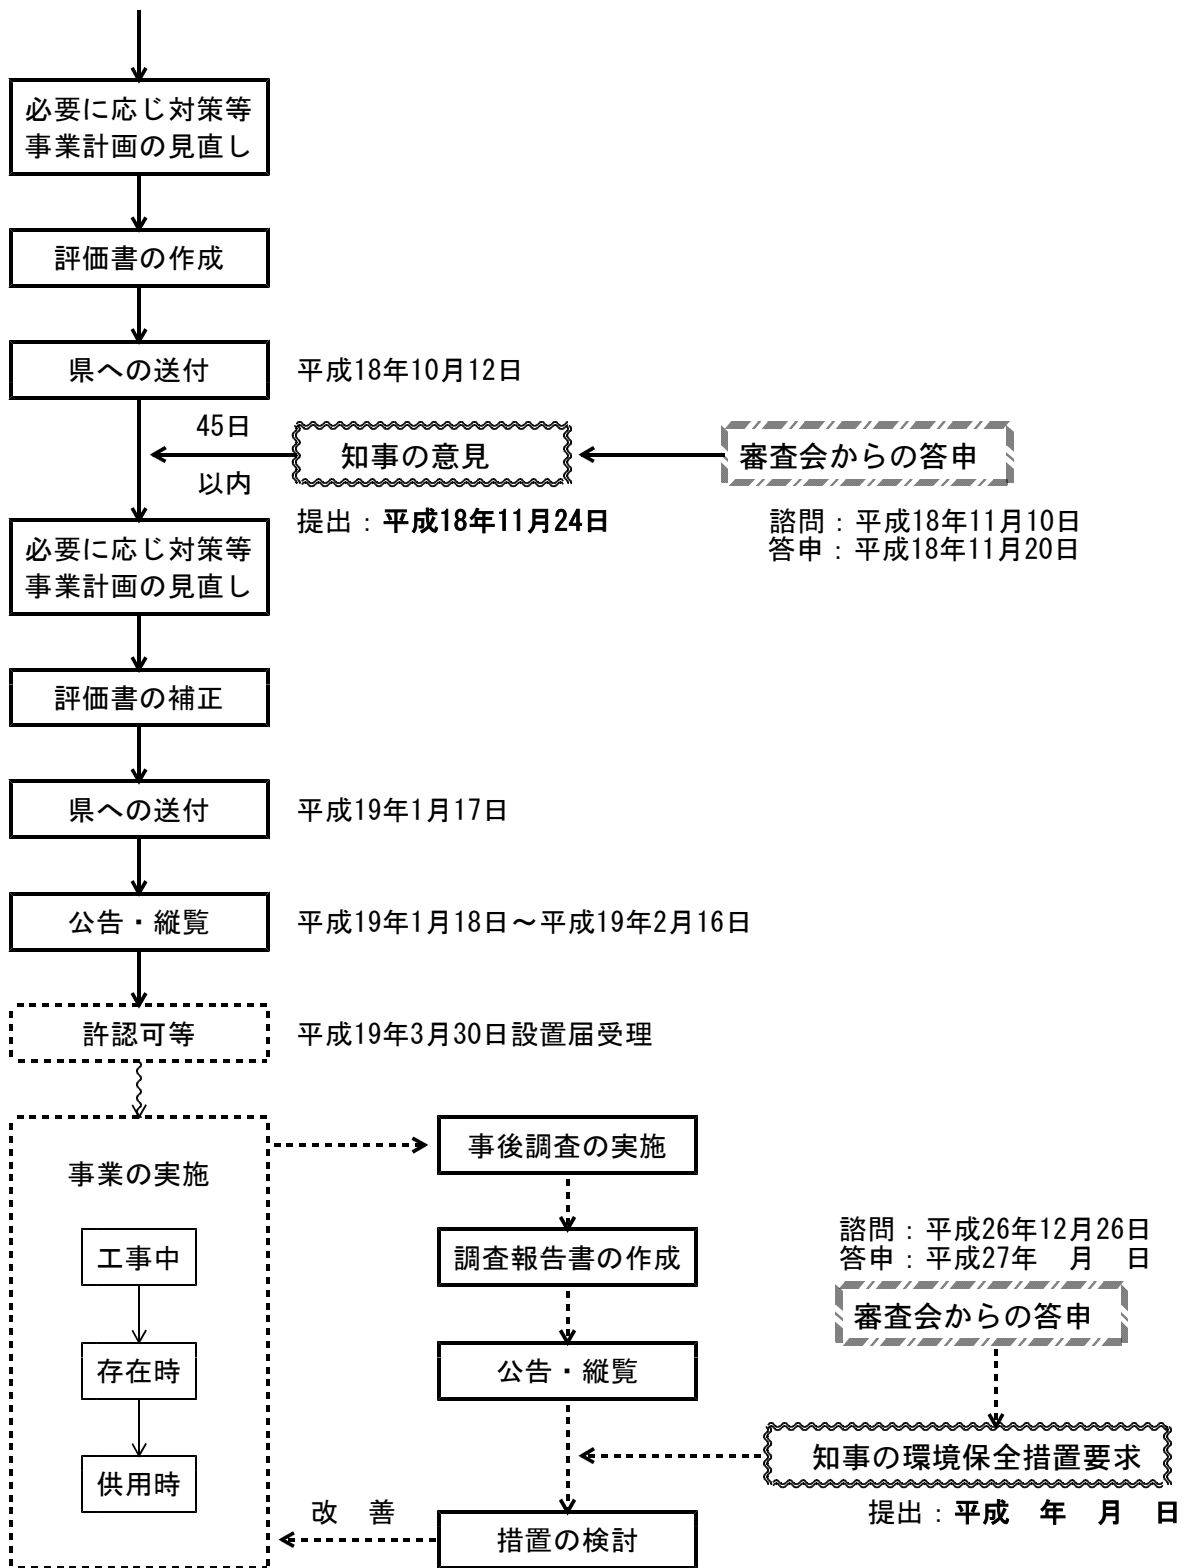 必要に応じ対策等
事業計画の見直し
評価書の作成
県への送付
平成18年10月12日
45日
以内
知事の意見
審査会からの答申
提出：平成18年11月24日
諮問：平成18年11月10日
答申：平成18年11月20日
必要に応じ対策等
事業計画の見直し
評価書の補正
県への送付
平成19年1月17日
公告・縦覧
平成19年1月18日～平成19年2月16日
許認可等
平成19年3月30日設置届受理
事業の実施
工事中
存在時
供用時
事後調査の実施
調査報告書の作成
公告・縦覧
諮問：平成26年12月26日
答申：平成27年　月　日
審査会からの答申
知事の環境保全措置要求
提出：平成　年　月　日
改　善
措置の検討